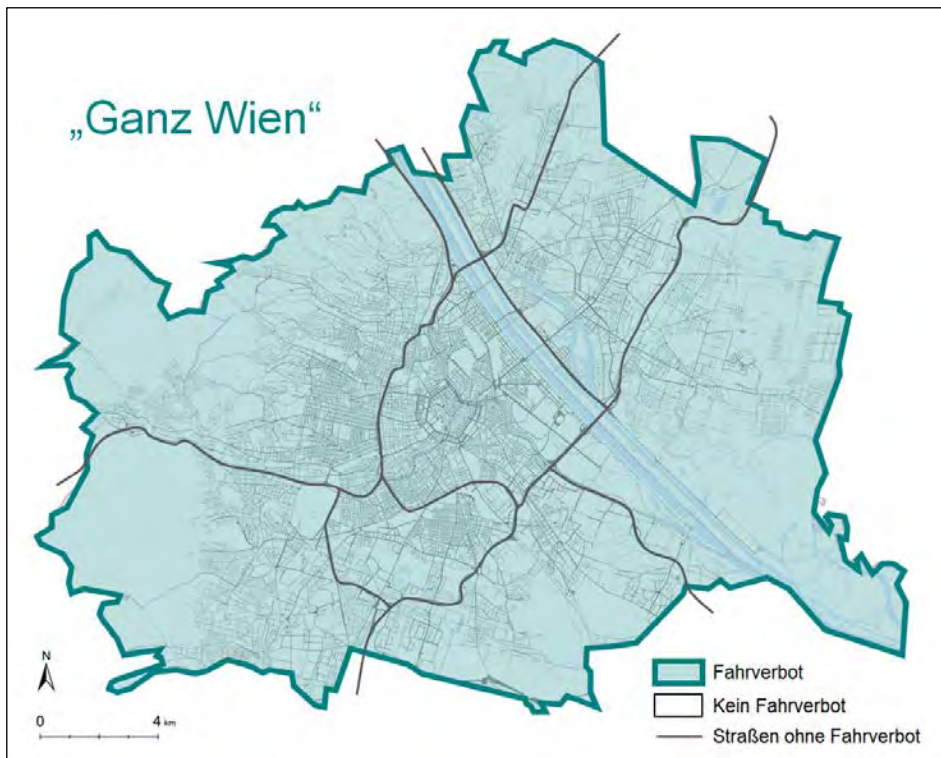 „Ganz Wien“
N
0 4 km
Fahrverbot
Kein Fahrverbot
Straßen ohne Fahrverbot